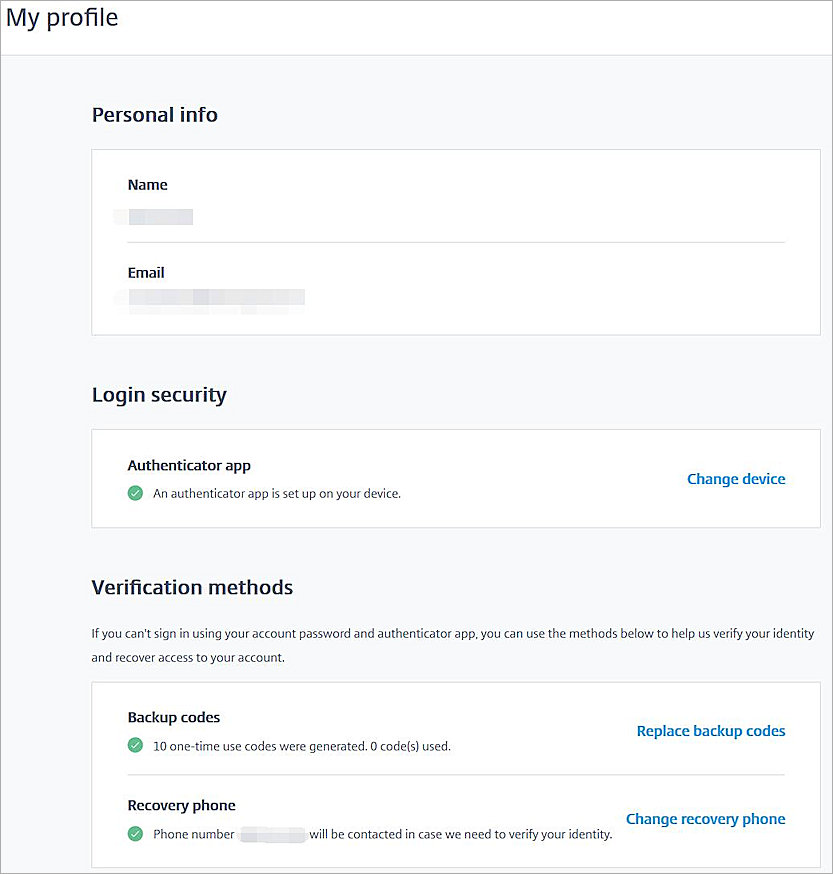 My profile
Personal info
Name
Email
Login security
Authenticator app
An authenticator app is set up on your device.
Change device
Verification methods
If you can't sign in using your account password and authenticator app, you can use the methods below to help us verify your identity
and recover access to your account.
Backup codes
10 one-time use codes were generated. 0 code(s) used.
Replace backup codes
Recovery phone
Phone number will be contacted in case we need to verify your identity.
Change recovery phone